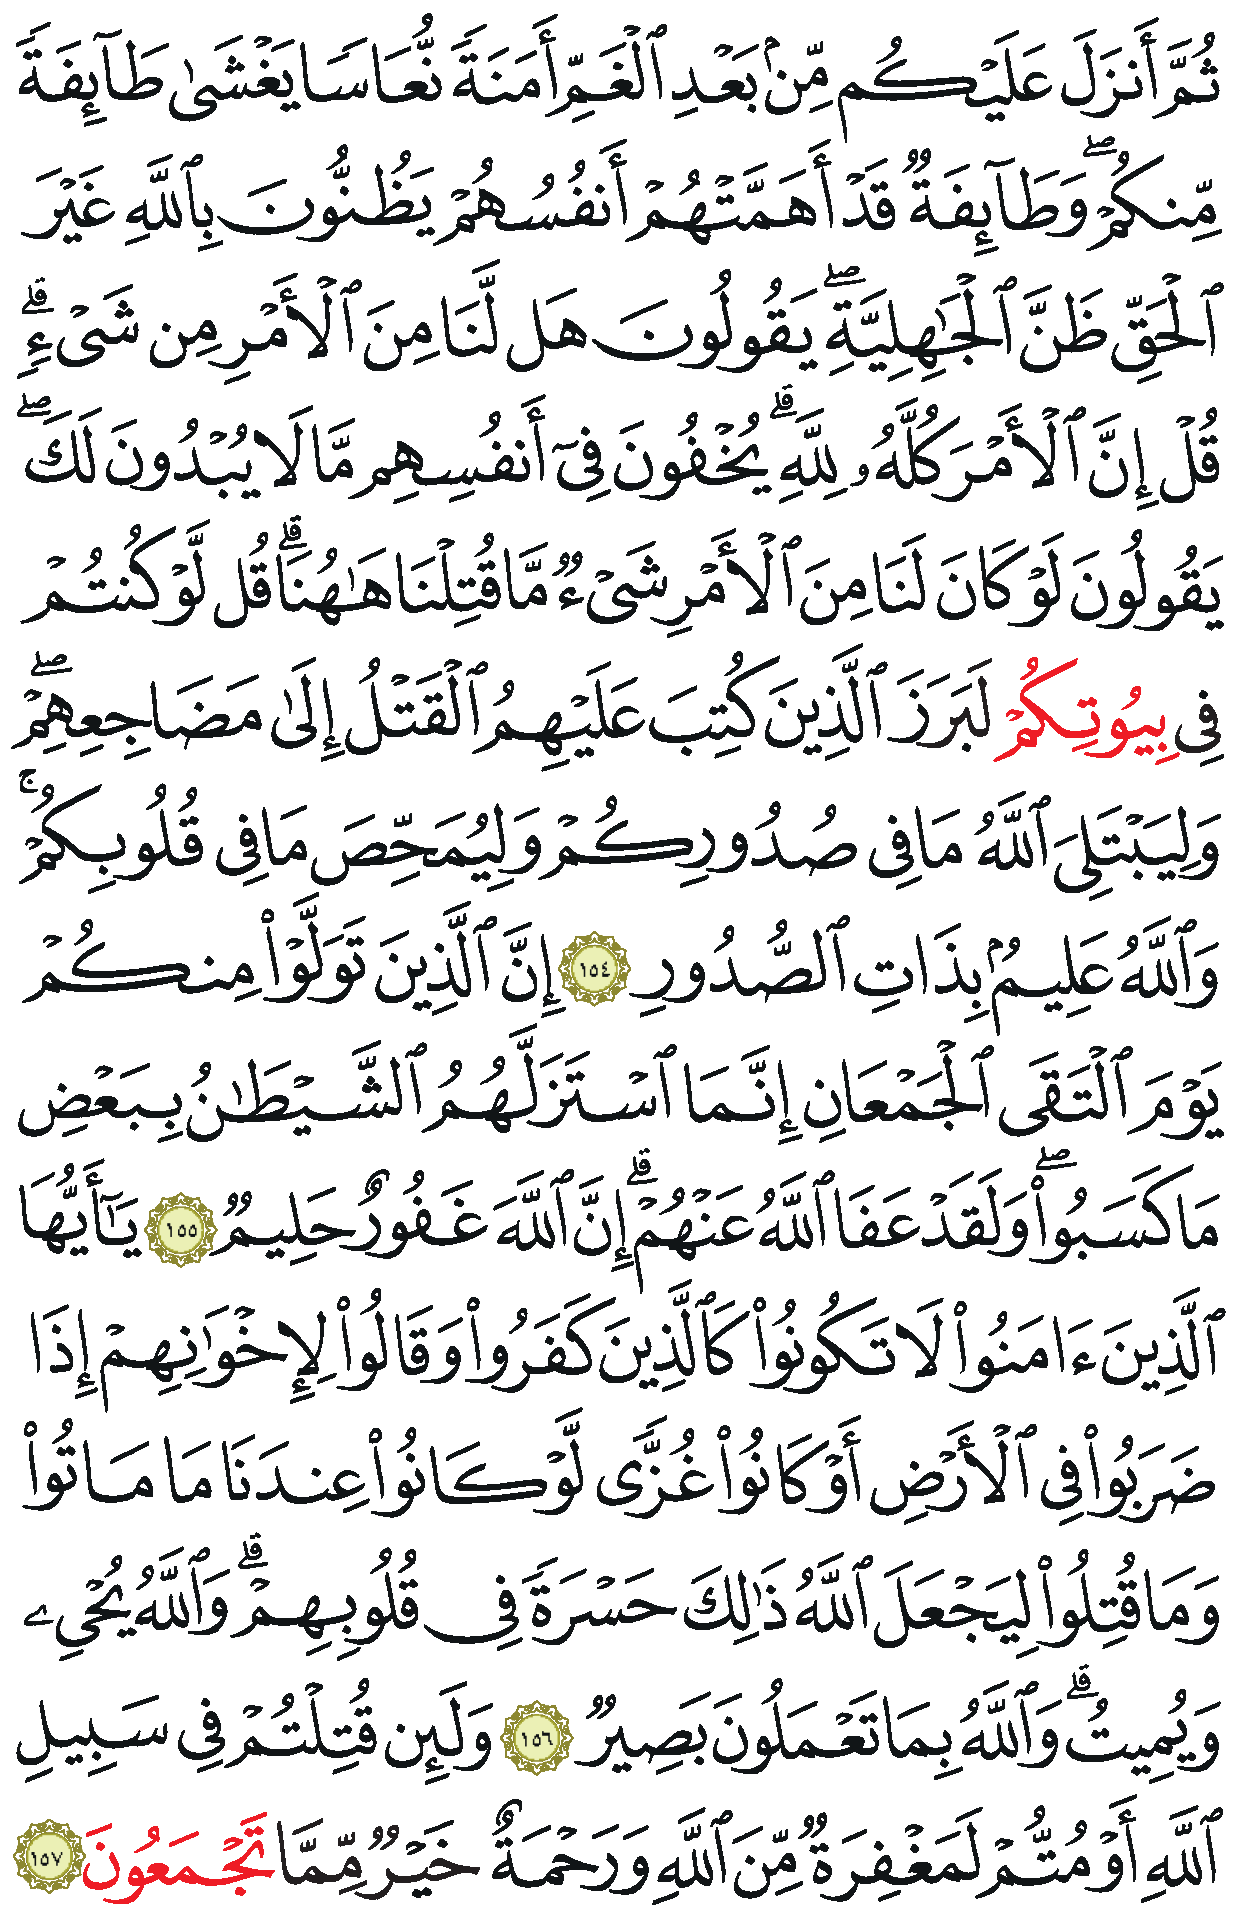 ثُمَّ أَنزَلَ عَلَيْكُم مِّنۢ بَعْدِ ٱلْغَمِّ أَمَنَةً نُّعَاسًا يَغْشَىٰ طَآئِفَةً
مِّنكُمْ ۖ وَطَآئِفَةٌ قَدْ أَهَمَّتْهُمْ أَنفُسُهُمْ يَظُنُّونَ بِٱللَّهِ غَيْرَ
ٱلْحَقِّ ظَنَّ ٱلْجَٰهِلِيَّةِ ۖ يَقُولُونَ هَل لَّنَا مِنَ ٱلْأَمْرِ مِن شَىْءٍ ۗ
قُلْ إِنَّ ٱلْأَمْرَ كُلَّهُۥ لِلَّهِ ۗ يُخْفُونَ فِىٓ أَنفُسِهِم مَّا لَا يُبْدُونَ لَكَ ۖ
يَقُولُونَ لَوْ كَانَ لَنَا مِنَ ٱلْأَمْرِ شَىْءٌ مَّا قُتِلْنَا هَٰهُنَا ۗ قُل لَّوْ كُنتُمْ
فِى بِيُوتِكُمْ لَبَرَزَ ٱلَّذِينَ كُتِبَ عَلَيْهِمُ ٱلْقَتْلُ إِلَىٰ مَضَاجِعِهِمْ ۖ
وَلِيَبْتَلِىَ ٱللَّهُ مَا فِى صُدُورِكُمْ وَلِيُمَحِّصَ مَا فِى قُلُوبِكُمْ ۚ
وَٱللَّهُ عَلِيمٌۢ بِذَاتِ ٱلصُّدُورِ ١٥٤ إِنَّ ٱلَّذِينَ تَوَلَّوْا۟ مِنكُمْ
يَوْمَ ٱلْتَقَى ٱلْجَمْعَانِ إِنَّمَا ٱسْتَزَلَّهُمُ ٱلشَّيْطَٰنُ بِبَعْضِ
مَا كَسَبُوا۟ ۖ وَلَقَدْ عَفَا ٱللَّهُ عَنْهُمْ ۗ إِنَّ ٱللَّهَ غَفُورٌ حَلِيمٌ ١٥٥ يَٰٓأَيُّهَا
ٱلَّذِينَ ءَامَنُوا۟ لَا تَكُونُوا۟ كَٱلَّذِينَ كَفَرُوا۟ وَقَالُوا۟ لِإِخْوَٰنِهِمْ إِذَا
ضَرَبُوا۟ فِى ٱلْأَرْضِ أَوْ كَانُوا۟ غُزًّى لَّوْ كَانُوا۟ عِندَنَا مَا مَاتُوا۟
وَمَا قُتِلُوا۟ لِيَجْعَلَ ٱللَّهُ ذَٰلِكَ حَسْرَةً فِى قُلُوبِهِمْ ۗ وَٱللَّهُ يُحْىِۦ
وَيُمِيتُ ۗ وَٱللَّهُ بِمَا تَعْمَلُونَ بَصِيرٌ ١٥٦ وَلَئِن قُتِلْتُمْ فِى سَبِيلِ
ٱللَّهِ أَوْ مُتُّمْ لَمَغْفِرَةٌ مِّنَ ٱللَّهِ وَرَحْمَةٌ خَيْرٌ مِّمَّا تَجْمَعُونَ ١٥٧